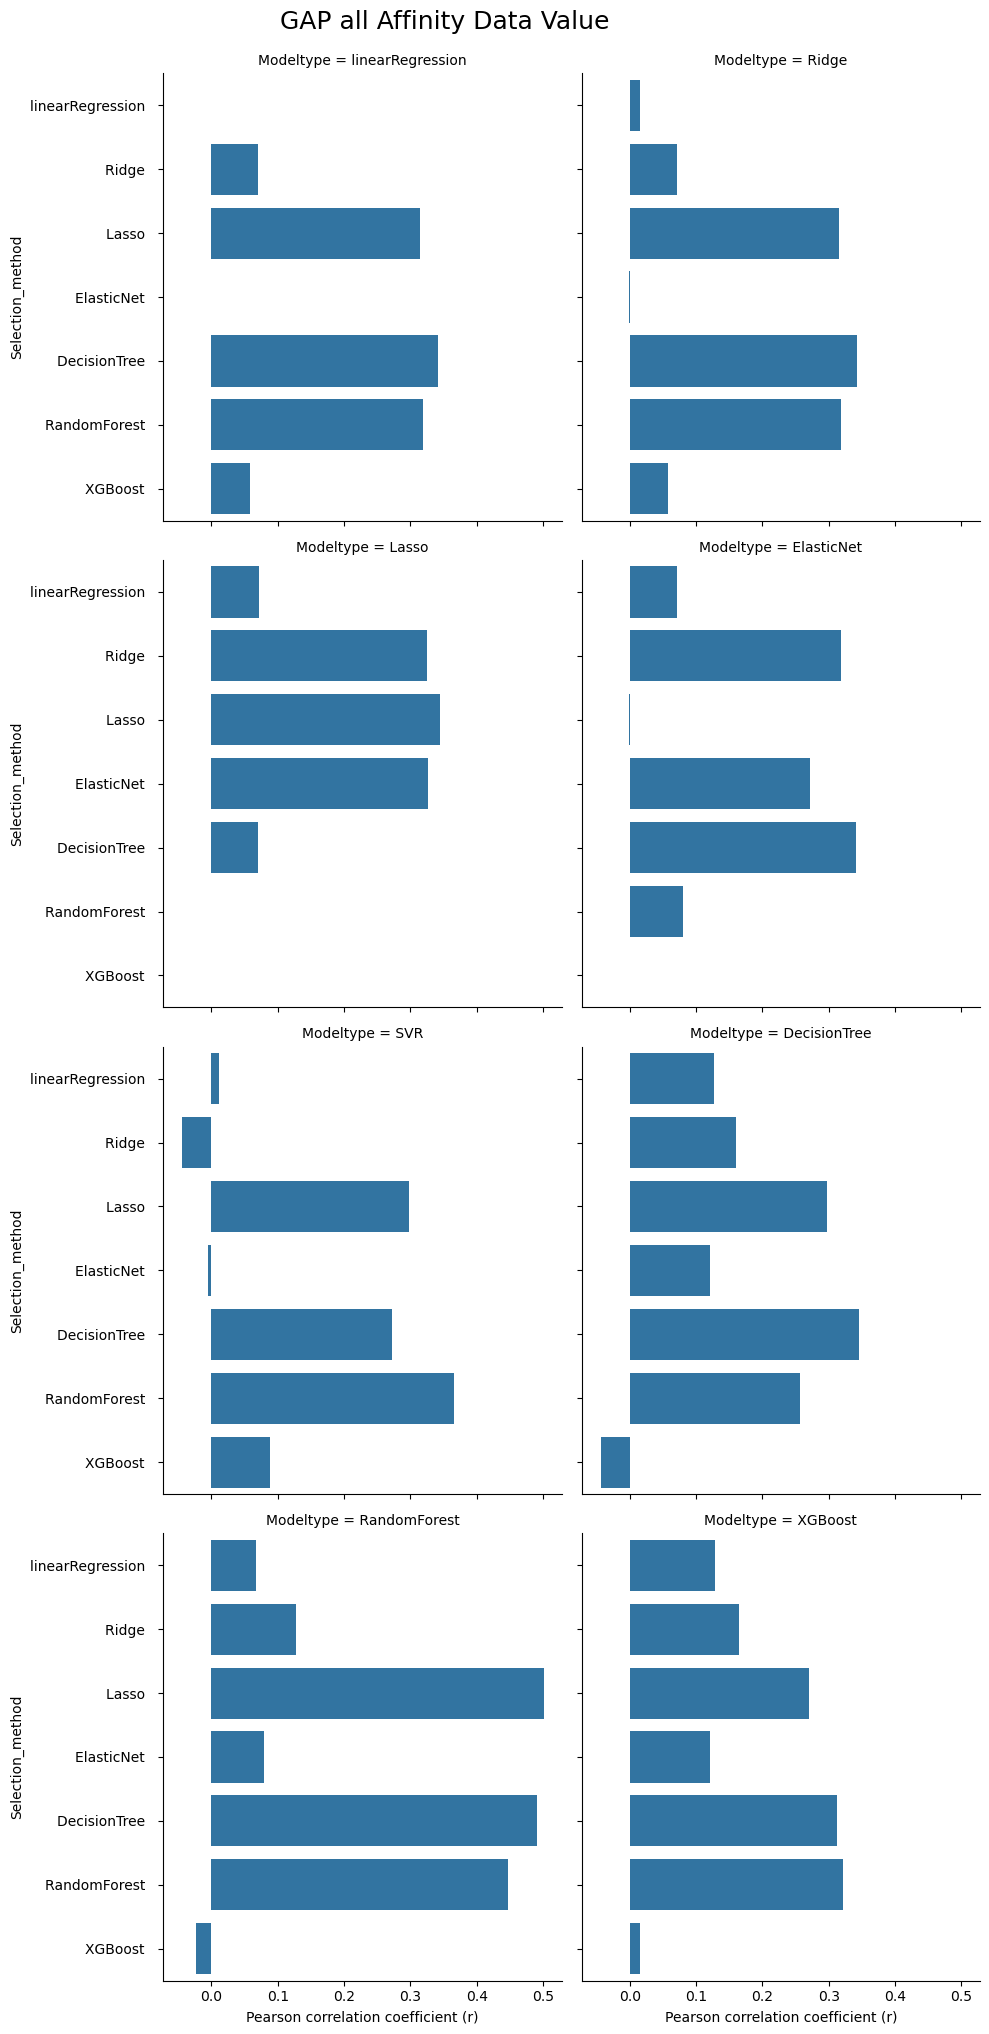 GAP all Affinity Data Value
Modeltype = linearRegression
Modeltype = Ridge
Selection_method
linearRegression
Ridge
Lasso
ElasticNet
DecisionTree
RandomForest
XGBoost
Modeltype = Lasso
Modeltype = ElasticNet
Selection_method
linearRegression
Ridge
Lasso
ElasticNet
DecisionTree
RandomForest
XGBoost
Modeltype = SVR
Modeltype = DecisionTree
Selection_method
linearRegression
Ridge
Lasso
ElasticNet
DecisionTree
RandomForest
XGBoost
Modeltype = RandomForest
Modeltype = XGBoost
Selection_method
linearRegression
Ridge
Lasso
ElasticNet
DecisionTree
RandomForest
XGBoost
0.0 0.1 0.2 0.3 0.4 0.5
0.0 0.1 0.2 0.3 0.4 0.5
Pearson correlation coefficient (r)
Pearson correlation coefficient (r)